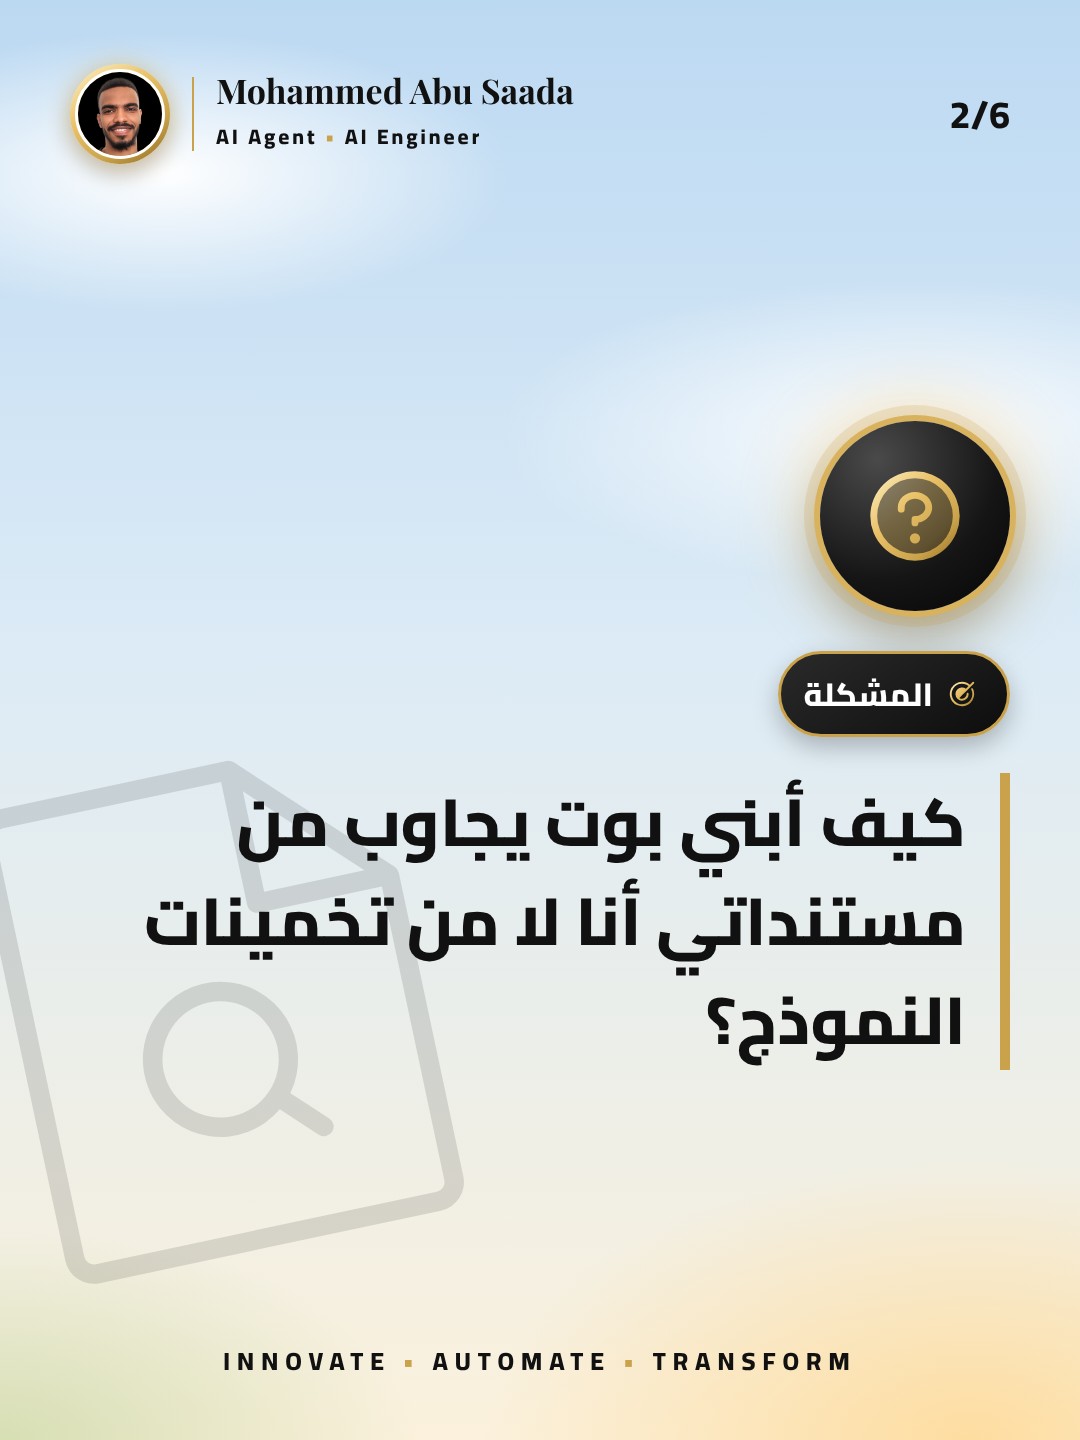 Mohammed Abu Saada
AI Agent ▪ AI Engineer
2/6
المشكلة
كيف أبني بوت يجاوب من
مستنداتي أنا لا من تخمينات
النموذج؟
INNOVATE ▪ AUTOMATE ▪ TRANSFORM